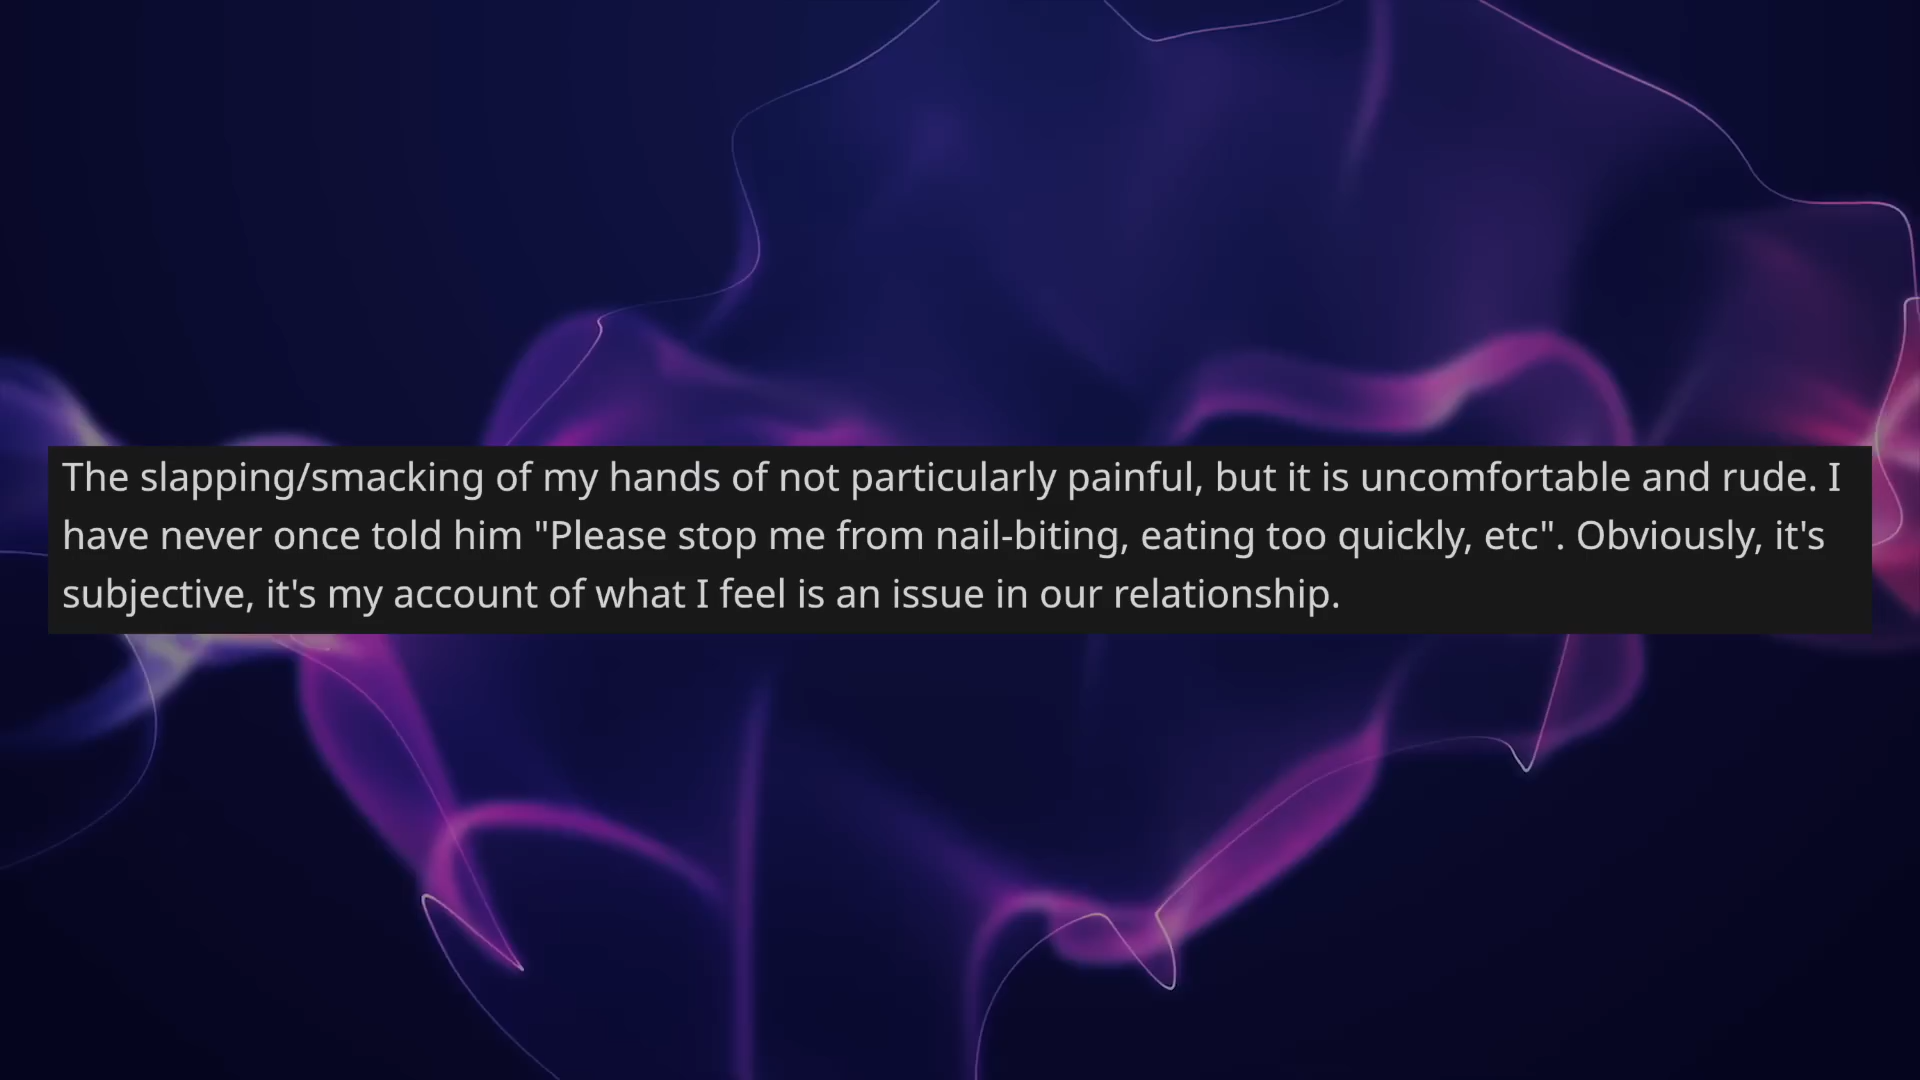 The slapping/smacking of my hands of not particularly painful, but it is uncomfortable and rude. I
have never once told him "Please stop me from nail-biting, eating too quickly, etc". Obviously, it's
subjective, it's my account of what I feel is an issue in our relationship.